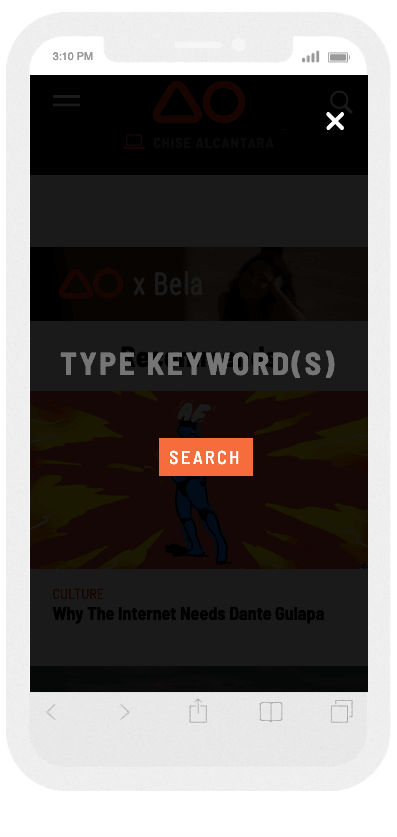 3:10 PM
CHISE ALCANTARA
x Bela
TYPE KEYWORD(S)
SEARCH
CULTURE
Why The Internet Needs Dante Gulapa